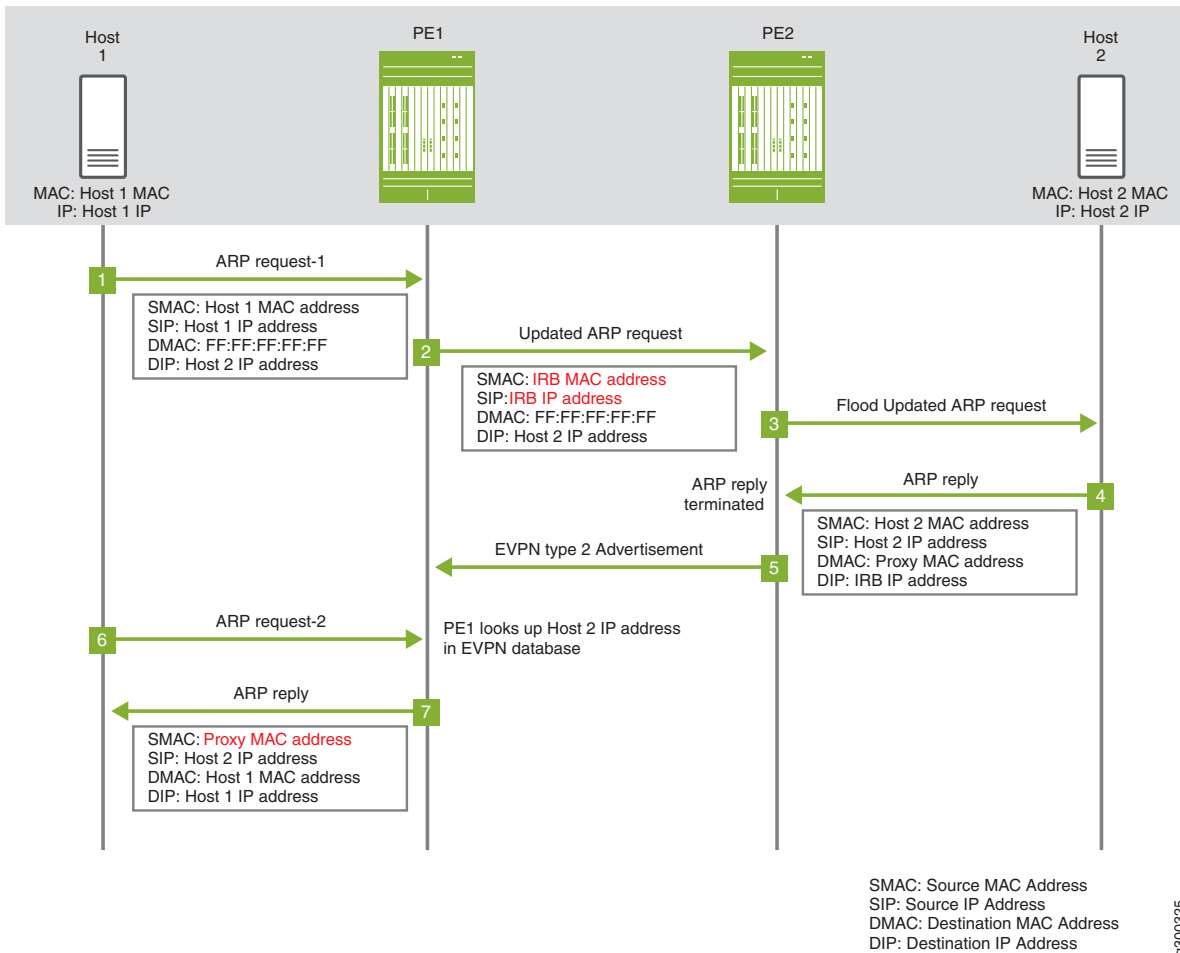 Host
1
PE1
PE2
Host
2
MAC: Host 1 MAC
IP: Host 1 IP
MAC: Host 2 MAC
IP: Host 2 IP
1
ARP request-1
SMAC: Host 1 MAC address
SIP: Host 1 IP address
DMAC: FF:FF:FF:FF:FF
DIP: Host 2 IP address
2
Updated ARP request
SMAC: IRB MAC address
SIP:IRB IP address
DMAC: FF:FF:FF:FF:FF
DIP: Host 2 IP address
3
Flood Updated ARP request
ARP reply
terminated
ARP reply
4
SMAC: Host 2 MAC address
SIP: Host 2 IP address
DMAC: Proxy MAC address
DIP: IRB IP address
EVPN type 2 Advertisement
5
6
ARP request-2
PE1 looks up Host 2 IP address
in EVPN database
ARP reply
7
SMAC: Proxy MAC address
SIP: Host 2 IP address
DMAC: Host 1 MAC address
DIP: Host 1 IP address
SMAC: Source MAC Address
SIP: Source IP Address
DMAC: Destination MAC Address
DIP: Destination IP Address
g300325